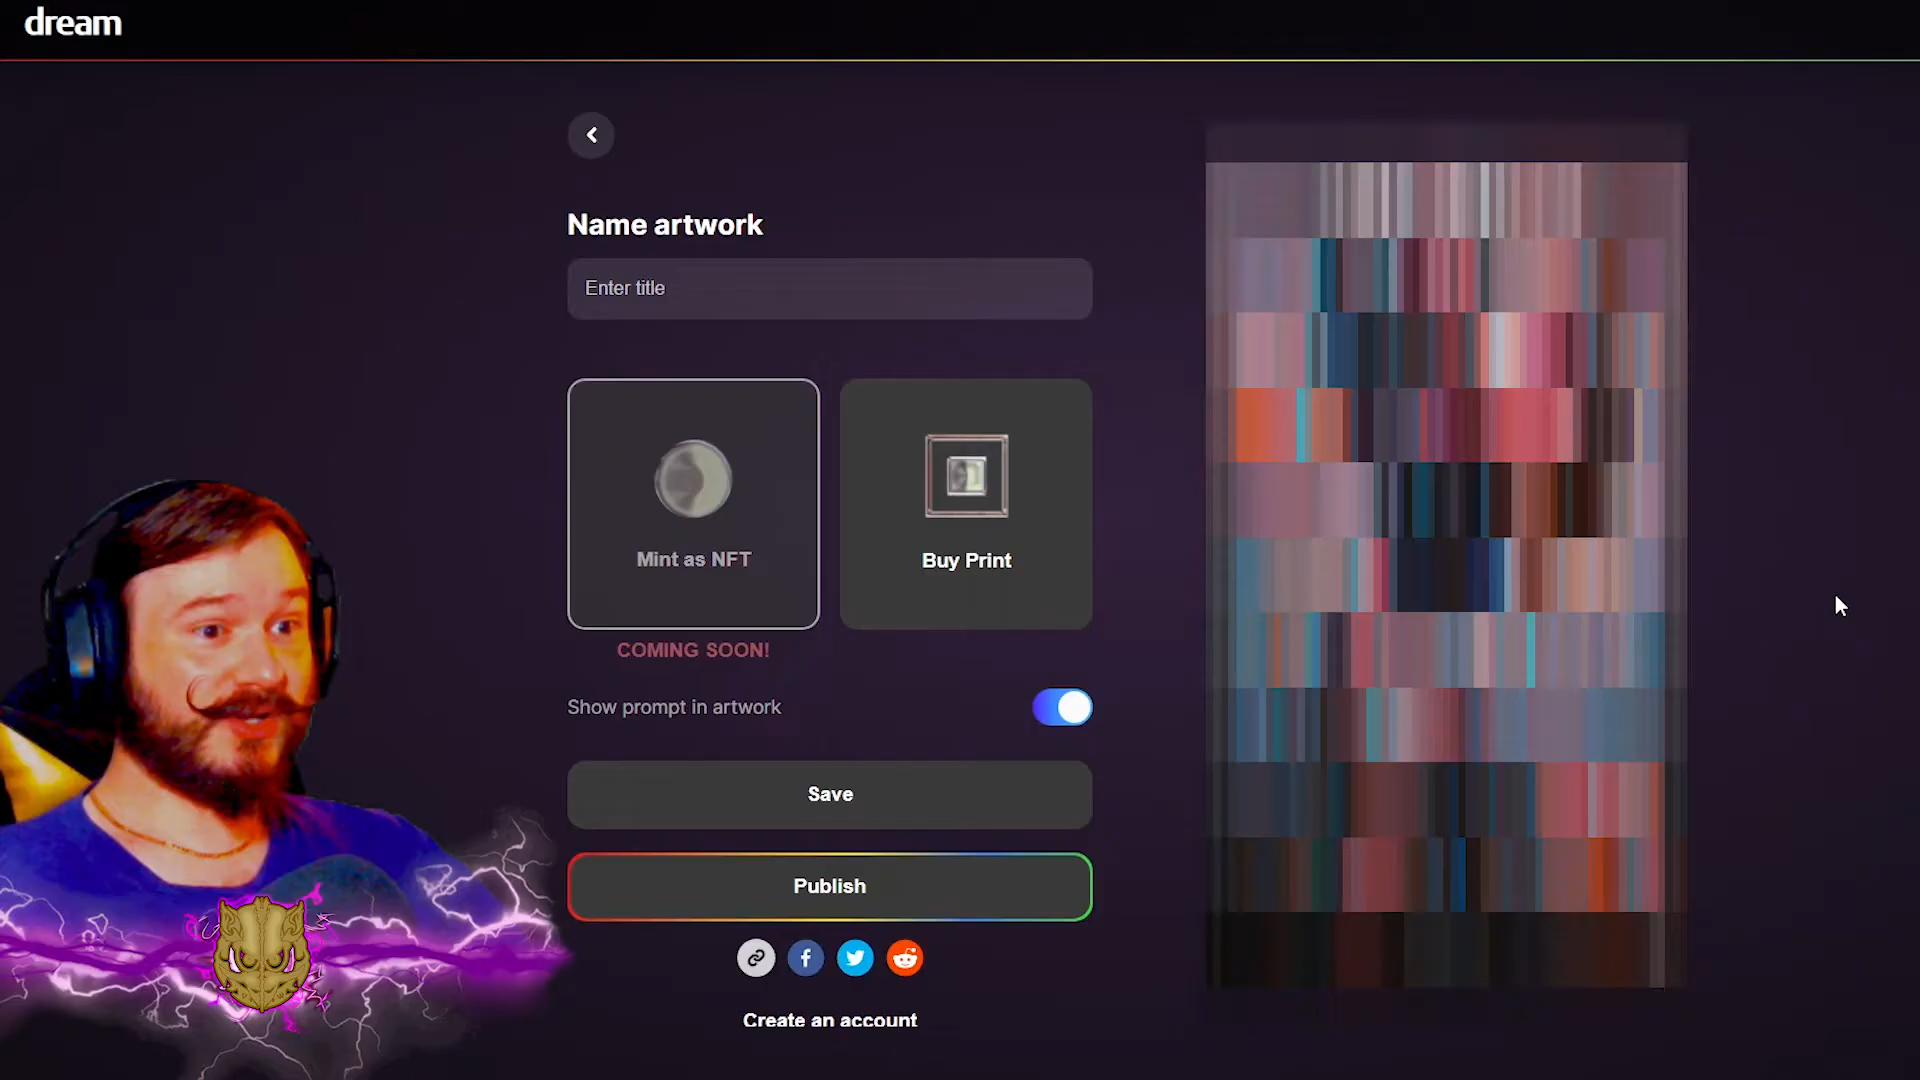 dream
Name artwork
Enter title
Mint as NFT
Buy Print
COMING SOON!
Show prompt in artwork
Save
Publish
Create an account